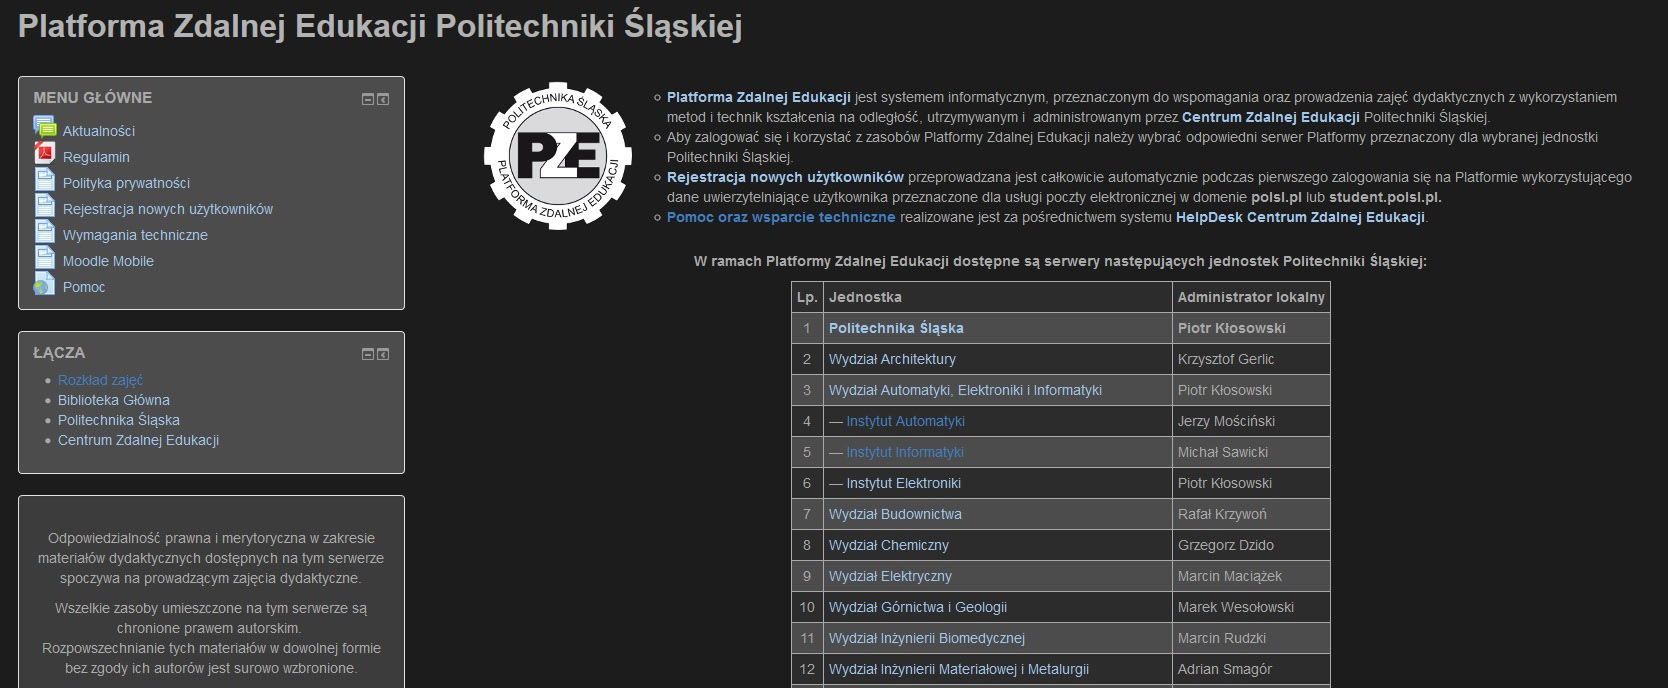 Platforma Zdalnej Edukacji Politechniki Śląskiej
MENU GŁÓWNE
Aktualności
Regulamin
Polityka prywatności
Rejestracja nowych użytkowników
Wymagania techniczne
Moodle Mobile
Pomoc
ŁĄCZA
Rozkład zajęć
Biblioteka Główna
Politechnika Śląska
Centrum Zdalnej Edukacji
Odpowiedzialność prawna i merytoryczna w zakresie
materiałów dydaktycznych dostępnych na tym serwerze
spoczywa na prowadzącym zajęcia dydaktyczne.
Wszelkie zasoby umieszczone na tym serwerze są
chronione prawem autorskim.
Rozpowszechnianie tych materiałów w dowolnej formie
bez zgody ich autorów jest surowo wzbronione.
POLITECHNIKA ŚLĄSKA
PZE
PLATFORMA ZDALNEJ EDUKACJI
Platforma Zdalnej Edukacji jest systemem informatycznym, przeznaczonym do wspomagania oraz prowadzenia zajęć dydaktycznych z wykorzystaniem
metod i technik kształcenia na odległość, utrzymywanym i administrowanym przez Centrum Zdalnej Edukacji Politechniki Śląskiej.
Aby zalogować się i korzystać z zasobów Platformy Zdalnej Edukacji należy wybrać odpowiedni serwer Platformy przeznaczony dla wybranej jednostki
Politechniki Śląskiej.
Rejestracja nowych użytkowników przeprowadzana jest całkowicie automatycznie podczas pierwszego zalogowania się na Platformie wykorzystującego
dane uwierzytelniające użytkownika przeznaczone dla usługi poczty elektronicznej w domenie polsl.pl lub student.polsl.pl.
Pomoc oraz wsparcie techniczne realizowane jest za pośrednictwem systemu HelpDesk Centrum Zdalnej Edukacji.
W ramach Platformy Zdalnej Edukacji dostępne są serwery następujących jednostek Politechniki Śląskiej:
Lp. Jednostka Administrator lokalny
1 Politechnika Śląska Piotr Kłosowski
2 Wydział Architektury Krzysztof Gerlic
3 Wydział Automatyki, Elektroniki i Informatyki Piotr Kłosowski
4 — Instytut Automatyki Jerzy Mościński
5 — Instytut Informatyki Michał Sawicki
6 — Instytut Elektroniki Piotr Kłosowski
7 Wydział Budownictwa Rafał Krzywoń
8 Wydział Chemiczny Grzegorz Dzido
9 Wydział Elektryczny Marcin Maciążek
10 Wydział Górnictwa i Geologii Marek Wesołowski
11 Wydział Inżynierii Biomedycznej Marcin Rudzki
12 Wydział Inżynierii Materiałowej i Metalurgii Adrian Smagór